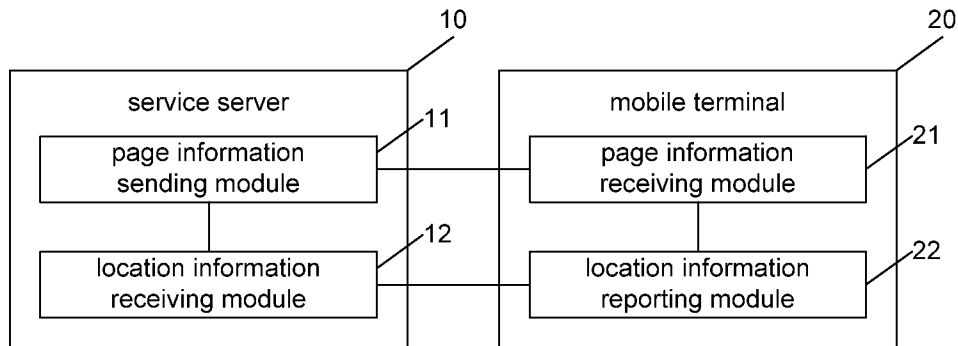 10
20
service server
mobile terminal
11
page information
sending module
21
page information
receiving module
12
location information
receiving module
22
location information
reporting module